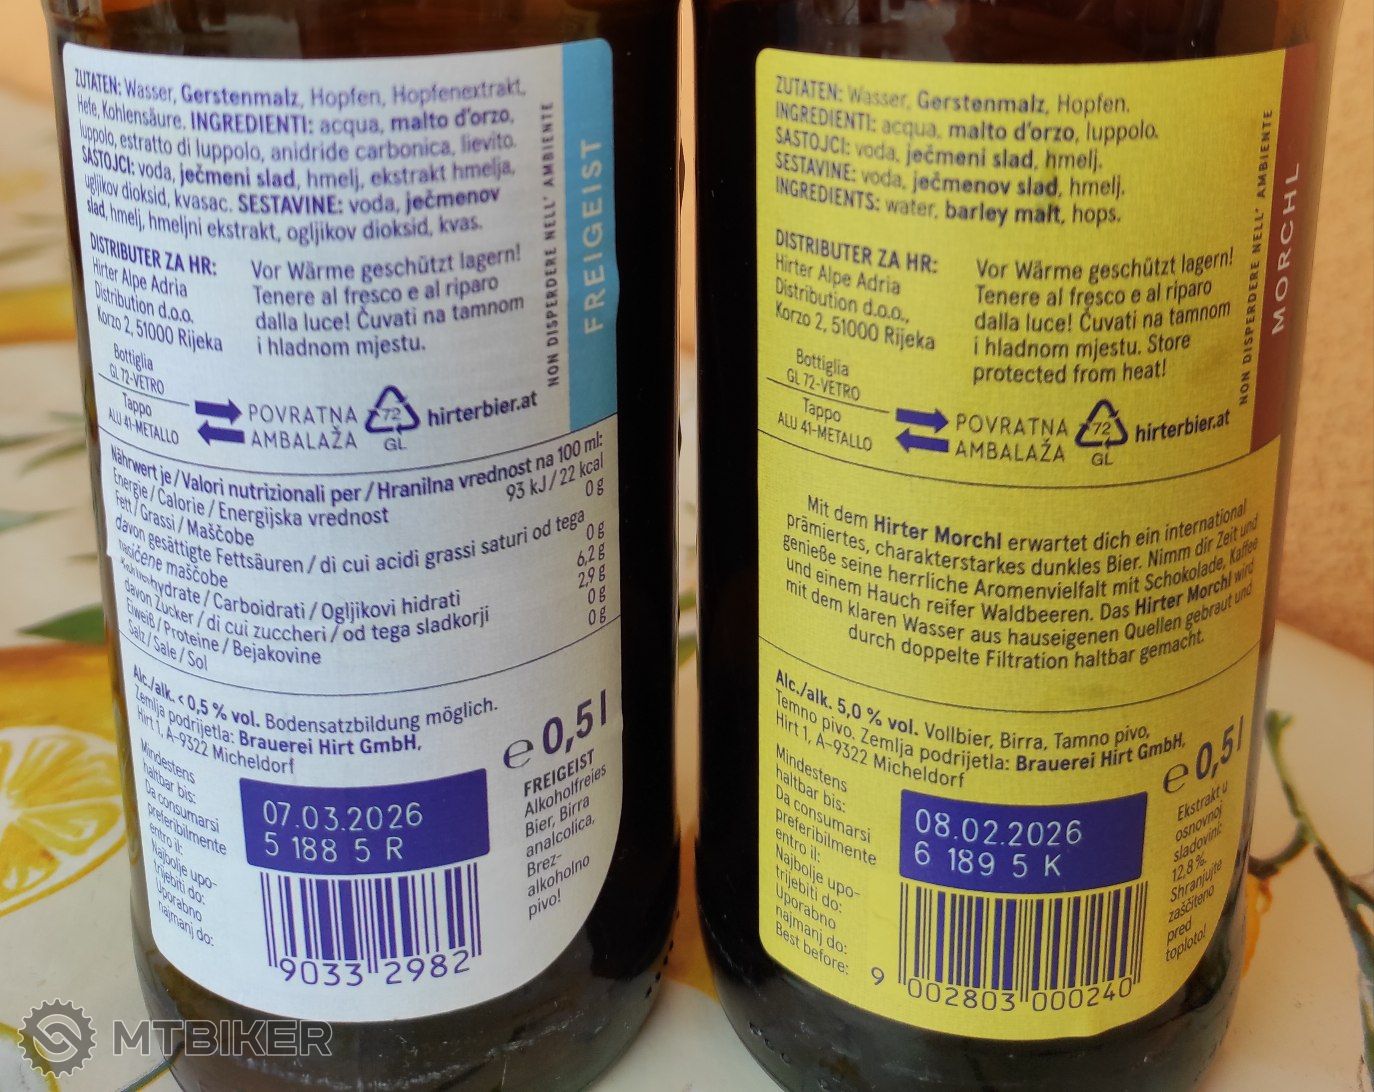 ZUTATEN: Wasser, Gerstenmalz, Hopfen, Hopfenextrakt,
Hefe, Kohlensäure. INGREDIENTI: acqua, malto d'orzo,
luppolo, estratto di luppolo, anidride carbonica, lievito.
SASTOJCI: voda, ječmeni slad, hmelj, ekstrakt hmelja,
ugljikov dioksid, kvasac. SESTAVINE: voda, ječmenov
slad, hmelj, hmeljni ekstrakt, ogljikov dioksid, kvas.
DISTRIBUTER ZA HR:
Hirter Alpe Adria
Distribution d.o.o.
Korzo 2, 51000 Rijeka
Vor Wärme geschützt lagern!
Tenere al fresco e al riparo
dalla luce! Čuvati na tamnom
i hladnom mjestu.
NON DISPERDERE NELL' AMBIENTE
FREIGEIST
Bottiglia
GL 72-VETRO
Tappo
ALU 41-METALLO
POVRATNA
AMBALAŽA
72
GL
hirterbier.at
Nährwert je/Valori nutrizionali per/Hranilna vrednost na 100 ml:
Energie/Calorie/Energijska vrednost 93 kJ/22 kcal
Fett/Grassi/Maščobe 0 g
davon gesättigte Fettsäuren/di cui acidi grassi saturi od tega
nasičene maščobe 0 g
Kohlenhydrate/Carboidrati/Ogljikovi hidrati 6,2 g
davon Zucker/di cui zuccheri/od tega sladkorji 2,9 g
Eiweiß/Proteine/Bejakovine 0 g
Salz/Sale/Sol 0 g
Alc./alk. < 0,5 % vol. Bodensatzbildung möglich.
Zemlja podrijetla: Brauerei Hirt GmbH,
Hirt 1, A-9322 Micheldorf
Mindestens
haltbar bis:
Da consumarsi
preferibilmente
entro il:
Najbolje upo-
trijebiti do:
Uporabno
najmanj do:
07.03.2026
5 188 5 R
9033 2982
e 0,5 l
FREIGEIST
Alkoholfreies
Bier, Birra
analcolica,
Brez-
alkoholno
pivo!
ZUTATEN: Wasser, Gerstenmalz, Hopfen.
INGREDIENTI: acqua, malto d'orzo, luppolo.
SASTOJCI: voda, ječmeni slad, hmelj.
SESTAVINE: voda, ječmenov slad, hmelj.
INGREDIENTS: water, barley malt, hops.
DISTRIBUTER ZA HR:
Hirter Alpe Adria
Distribution d.o.o.,
Korzo 2, 51000 Rijeka
Vor Wärme geschützt lagern!
Tenere al fresco e al riparo
dalla luce! Čuvati na tamnom
i hladnom mjestu. Store
protected from heat!
NON DISPERDERE NELL' AMBIENTE
MORCHL
Bottiglia
GL 72-VETRO
Tappo
ALU 41-METALLO
POVRATNA
AMBALAŽA
72
GL
hirterbier.at
Mit dem Hirter Morchl erwartet dich ein international
prämiertes, charakterstarkes dunkles Bier. Nimm dir Zeit und
genieße seine herrliche Aromenvielfalt mit Schokolade, Kaffee
und einem Hauch reifer Waldbeeren. Das Hirter Morchl wird
mit dem klaren Wasser aus hauseigenen Quellen gebraut und
durch doppelte Filtration haltbar gemacht.
Alc./alk. 5,0 % vol. Vollbier, Birra, Tamno pivo,
Temno pivo. Zemlja podrijetla: Brauerei Hirt GmbH,
Hirt 1, A-9322 Micheldorf
Mindestens
haltbar bis:
Da consumarsi
preferibilmente
entro il:
Najbolje upo-
trijebiti do:
Uporabno
najmanj do:
Best before:
08.02.2026
6 189 5 K
9 002803 000240
e 0,5 l
Ekstrakt u
osnovnoj
sladovini:
12,8 %.
Shranjujte
zaščiteno
pred
toploto!
MTBIKER